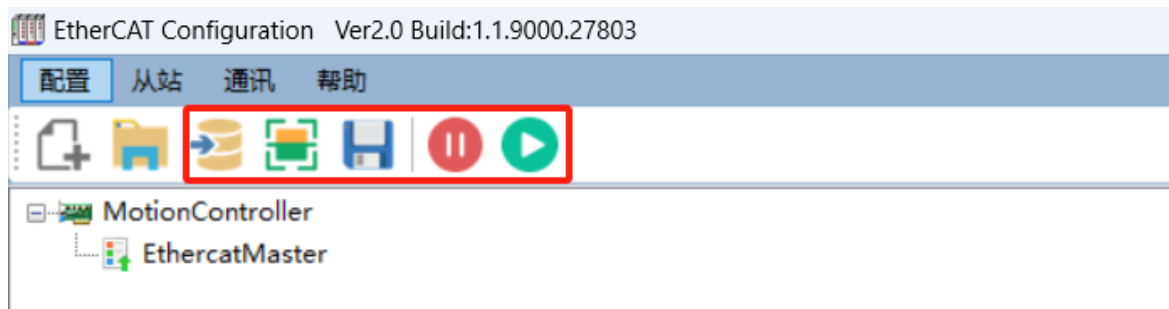 EtherCAT Configuration Ver2.0 Build:1.1.9000.27803
配置 从站 通讯 帮助
MotionController
EthercatMaster